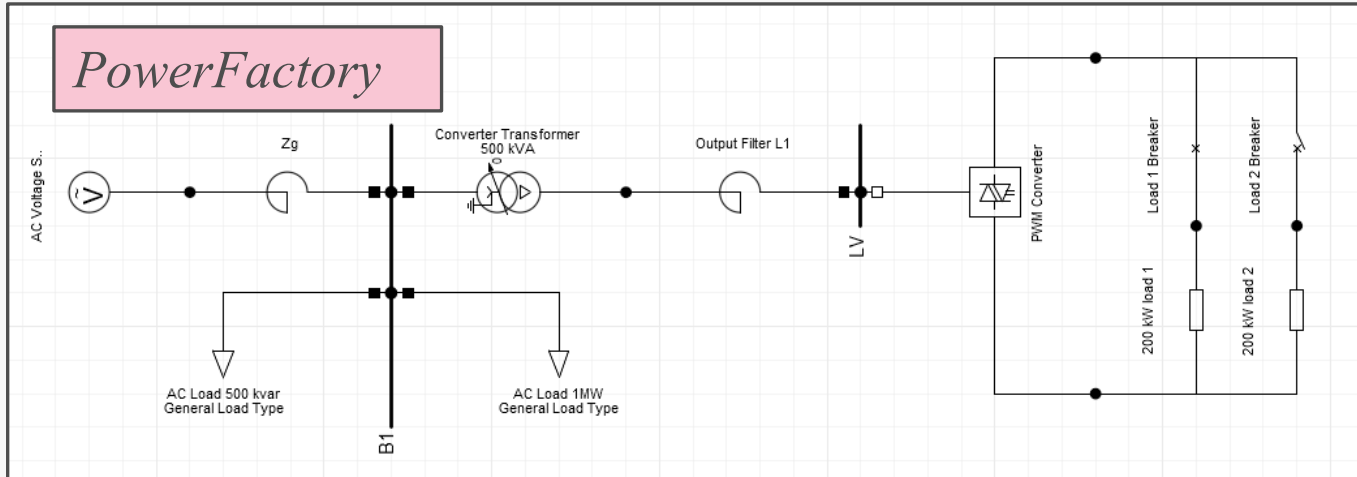 PowerFactory
AC Voltage S..
V
Zg
Converter Transformer
500 kVA
0
Output Filter L1
LV
PWM Converter
Load 1 Breaker
Load 2 Breaker
200 kW load 1
200 kW load 2
AC Load 500 kvar
General Load Type
B1
AC Load 1MW
General Load Type